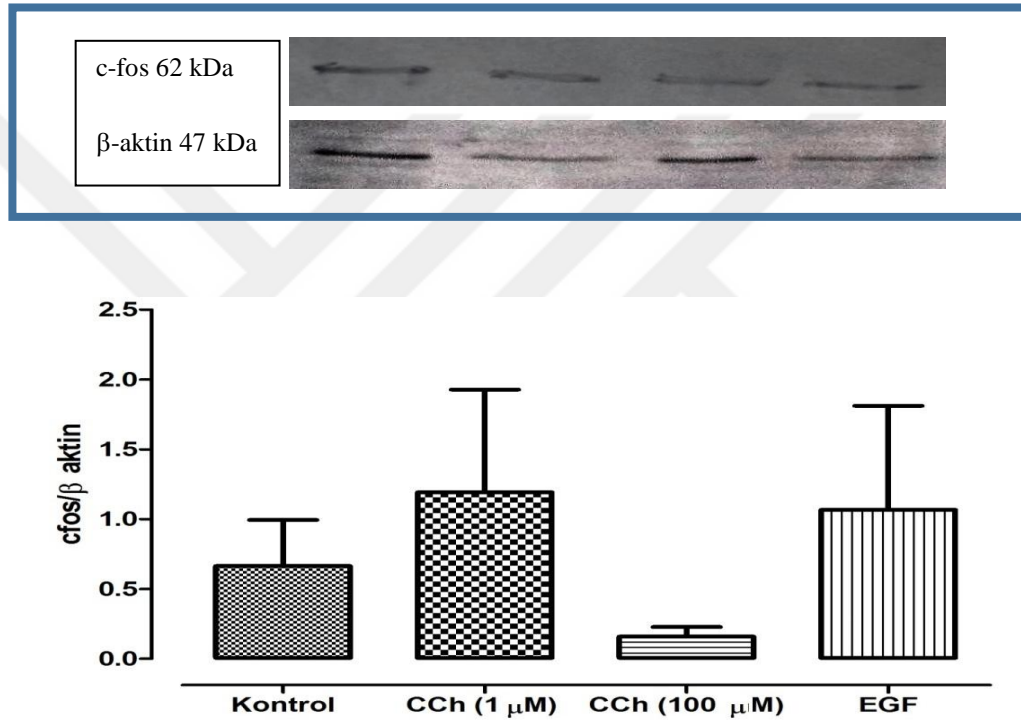 c-fos 62 kDa
β-aktin 47 kDa
2.5
2.0
1.5
1.0
0.5
0.0
cfos/β aktin
Kontrol CCh (1 μM) CCh (100 μM) EGF